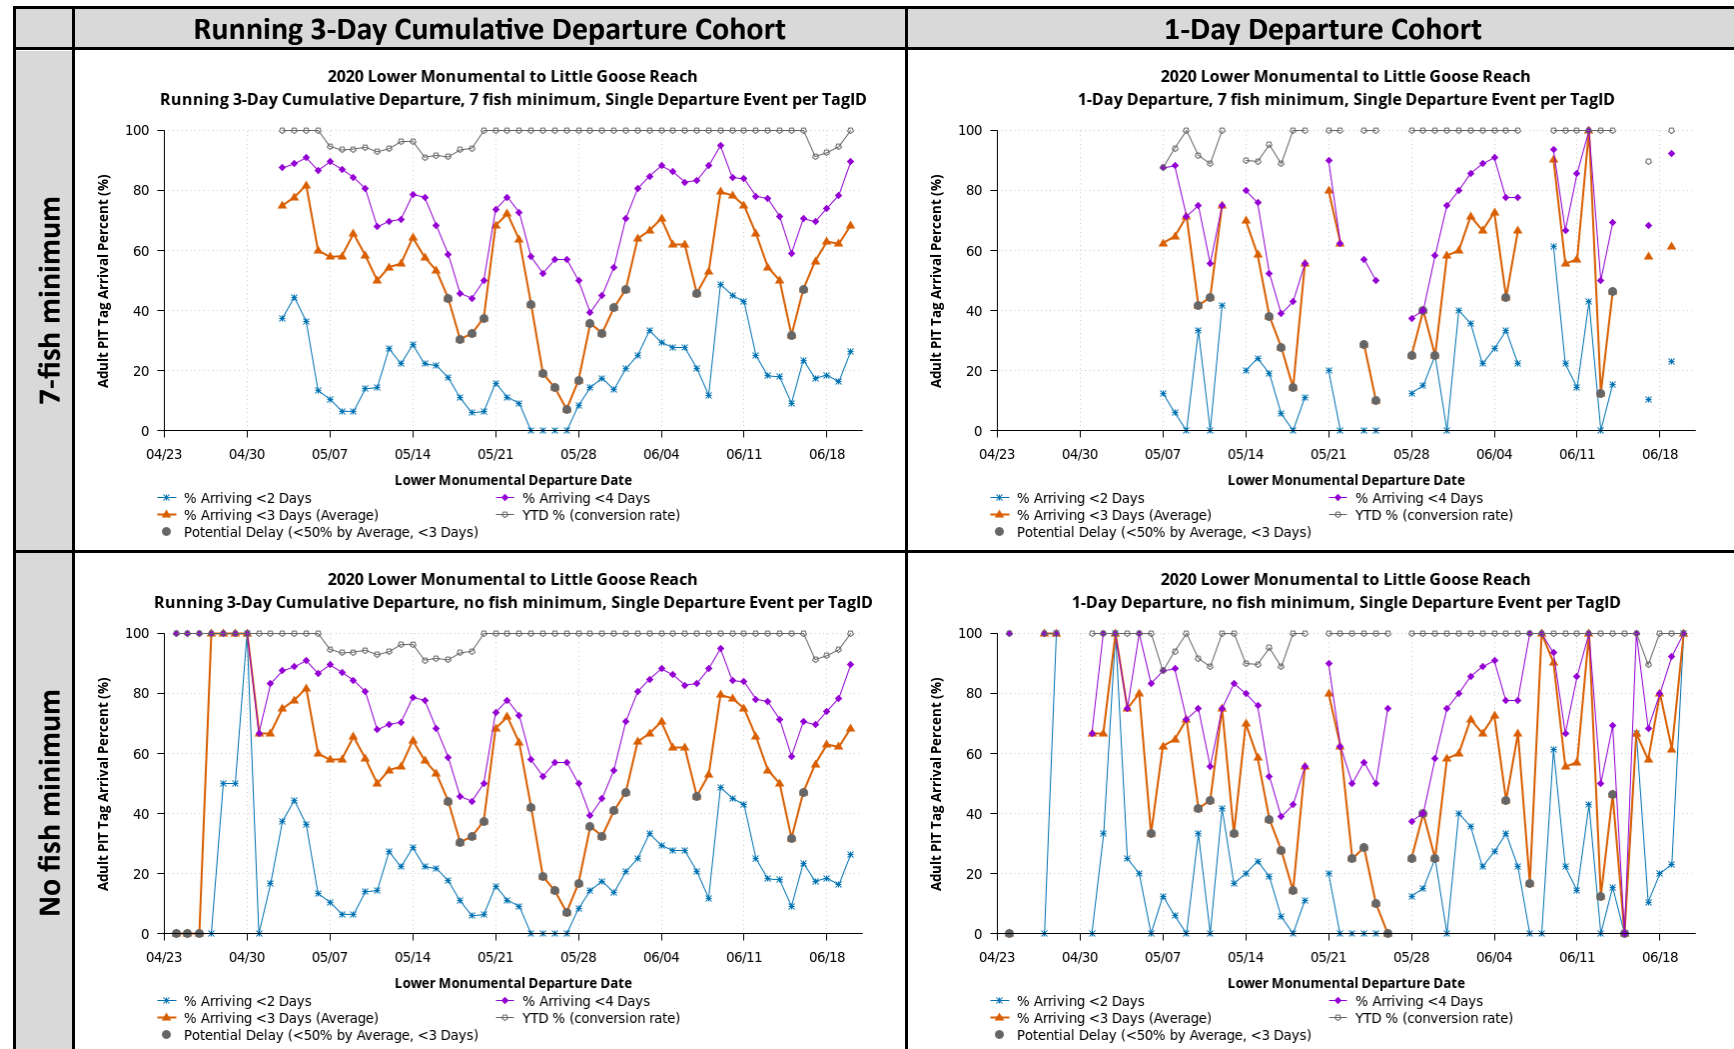 Running 3-Day Cumulative Departure Cohort
1-Day Departure Cohort
7-fish minimum
2020 Lower Monumental to Little Goose Reach
Running 3-Day Cumulative Departure, 7 fish minimum, Single Departure Event per TagID
Adult PIT Tag Arrival Percent (%)
100
80
60
40
20
0
04/23 04/30 05/07 05/14 05/21 05/28 06/04 06/11 06/18
Lower Monumental Departure Date
% Arriving <2 Days
% Arriving <4 Days
% Arriving <3 Days (Average)
YTD % (conversion rate)
Potential Delay (<50% by Average, <3 Days)
2020 Lower Monumental to Little Goose Reach
1-Day Departure, 7 fish minimum, Single Departure Event per TagID
Adult PIT Tag Arrival Percent (%)
100
80
60
40
20
0
04/23 04/30 05/07 05/14 05/21 05/28 06/04 06/11 06/18
Lower Monumental Departure Date
% Arriving <2 Days
% Arriving <4 Days
% Arriving <3 Days (Average)
YTD % (conversion rate)
Potential Delay (<50% by Average, <3 Days)
No fish minimum
2020 Lower Monumental to Little Goose Reach
Running 3-Day Cumulative Departure, no fish minimum, Single Departure Event per TagID
Adult PIT Tag Arrival Percent (%)
100
80
60
40
20
0
04/23 04/30 05/07 05/14 05/21 05/28 06/04 06/11 06/18
Lower Monumental Departure Date
% Arriving <2 Days
% Arriving <4 Days
% Arriving <3 Days (Average)
YTD % (conversion rate)
Potential Delay (<50% by Average, <3 Days)
2020 Lower Monumental to Little Goose Reach
1-Day Departure, no fish minimum, Single Departure Event per TagID
Adult PIT Tag Arrival Percent (%)
100
80
60
40
20
0
04/23 04/30 05/07 05/14 05/21 05/28 06/04 06/11 06/18
Lower Monumental Departure Date
% Arriving <2 Days
% Arriving <4 Days
% Arriving <3 Days (Average)
YTD % (conversion rate)
Potential Delay (<50% by Average, <3 Days)